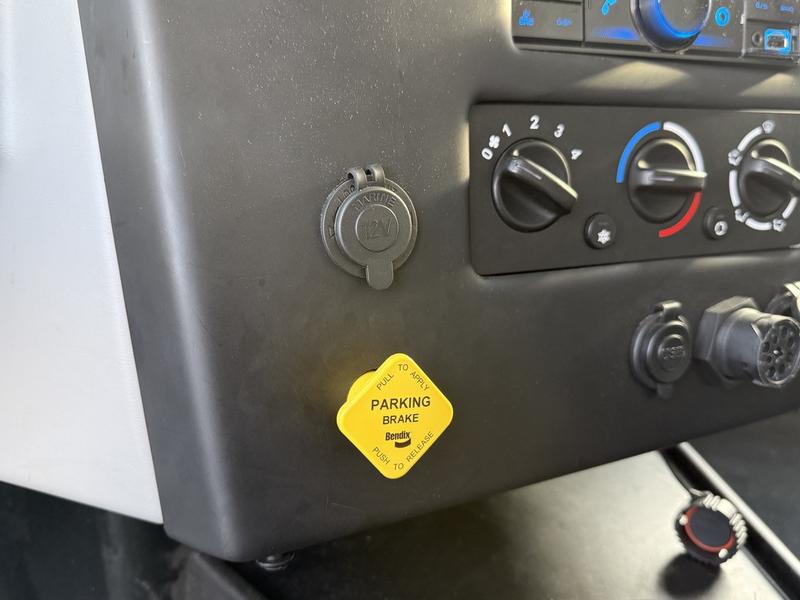 0
1
2
3
4
MARINE
12V
PULL TO APPLY
PARKING
BRAKE
Bendix
PUSH TO RELEASE